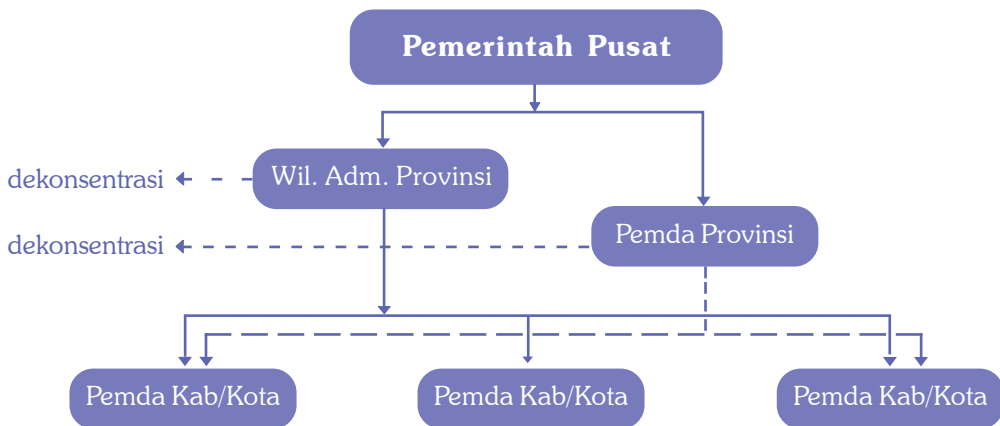 Pemerintah Pusat
dekonsentrasi
Wil. Adm. Provinsi
dekonsentrasi
Pemda Provinsi
Pemda Kab/Kota
Pemda Kab/Kota
Pemda Kab/Kota